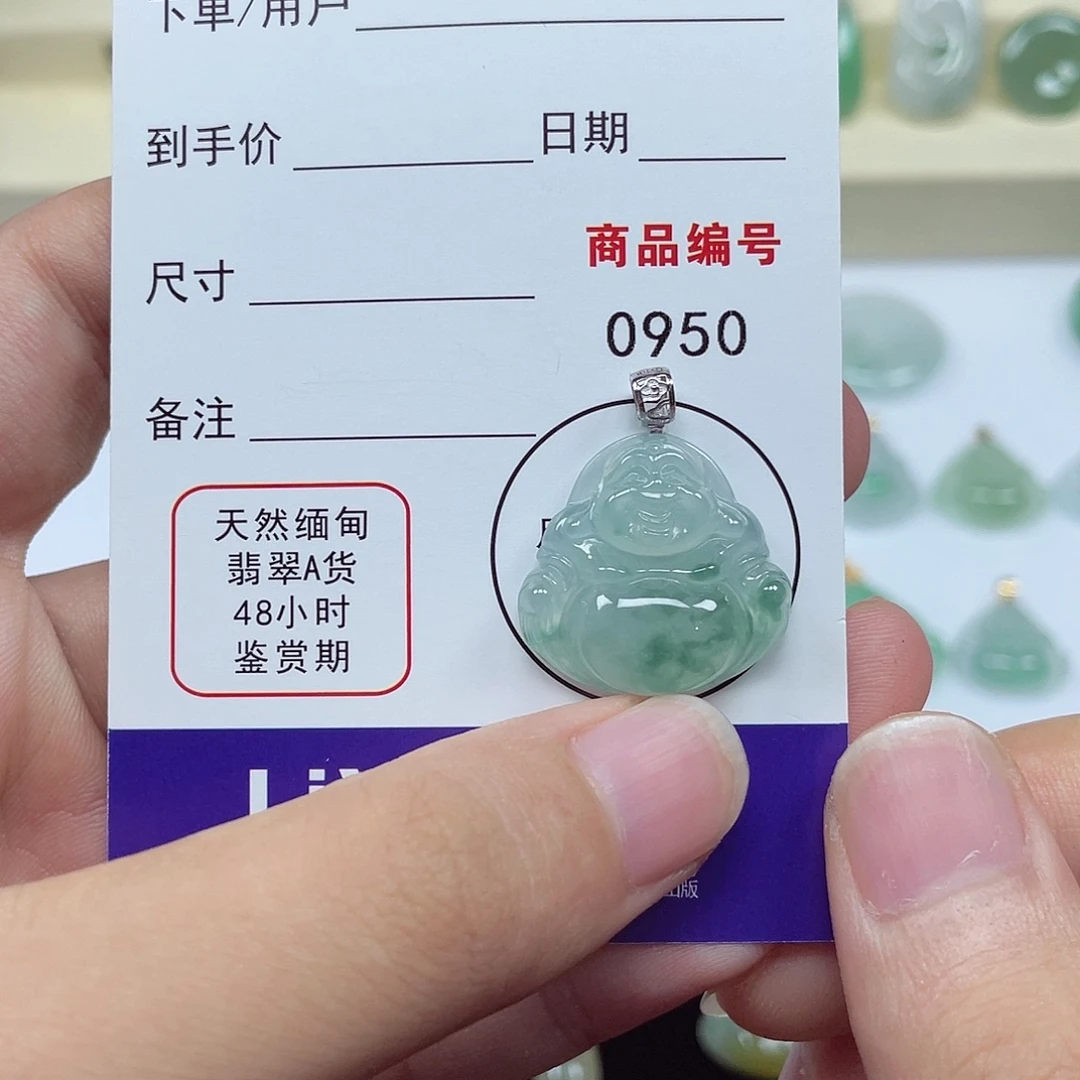 下单/用户
到手价 日期
商品编号
尺寸
0950
备注
天然缅甸
翡翠A货
48小时
鉴赏期